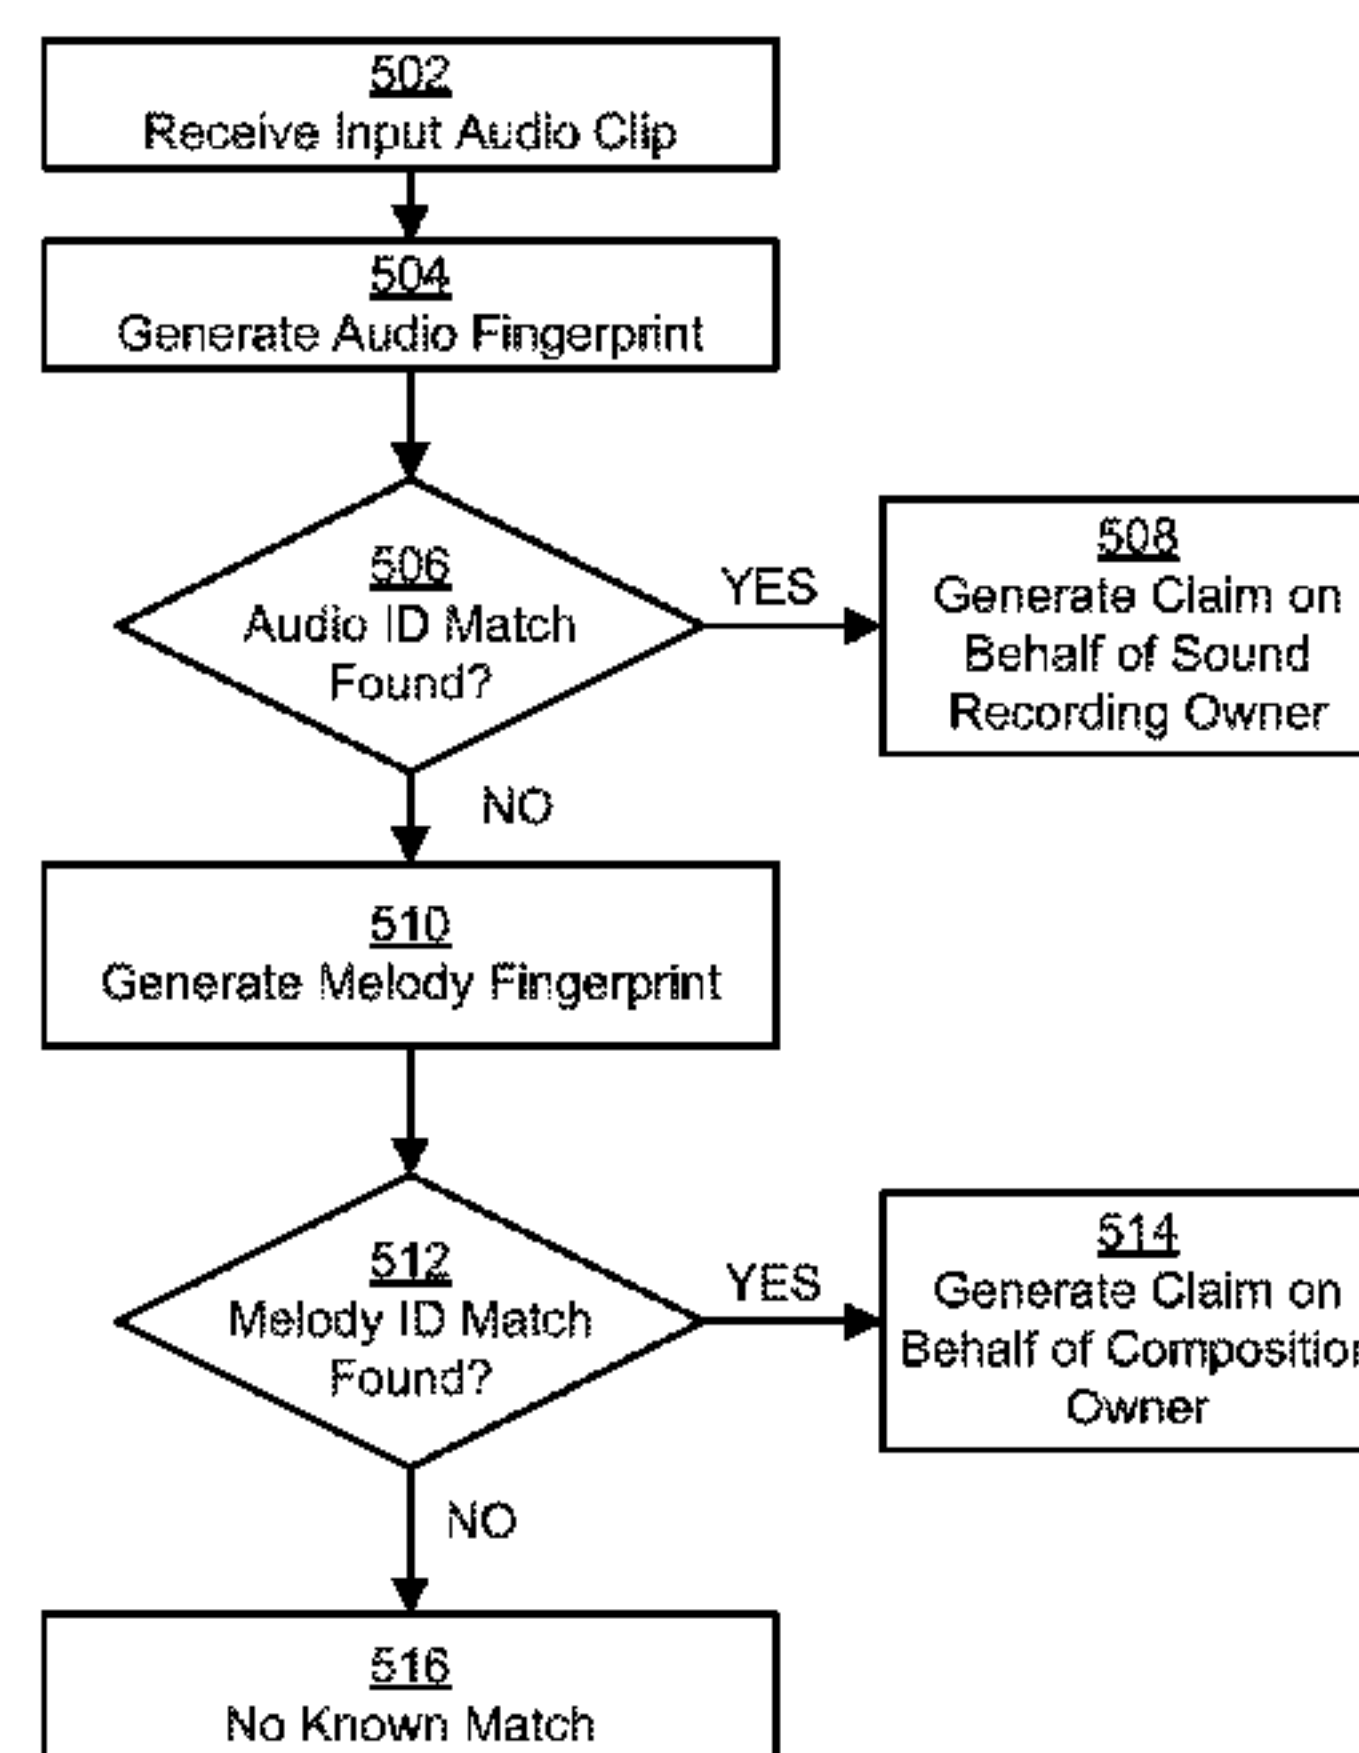 502
Receive Input Audio Clip
504
Generate Audio Fingerprint
506
Audio ID Match
Found?
YES
508
Generate Claim on
Behalf of Sound
Recording Owner
NO
510
Generate Melody Fingerprint
512
Melody ID Match
Found?
YES
514
Generate Claim on
Behalf of Composition
Owner
NO
516
No Known Match